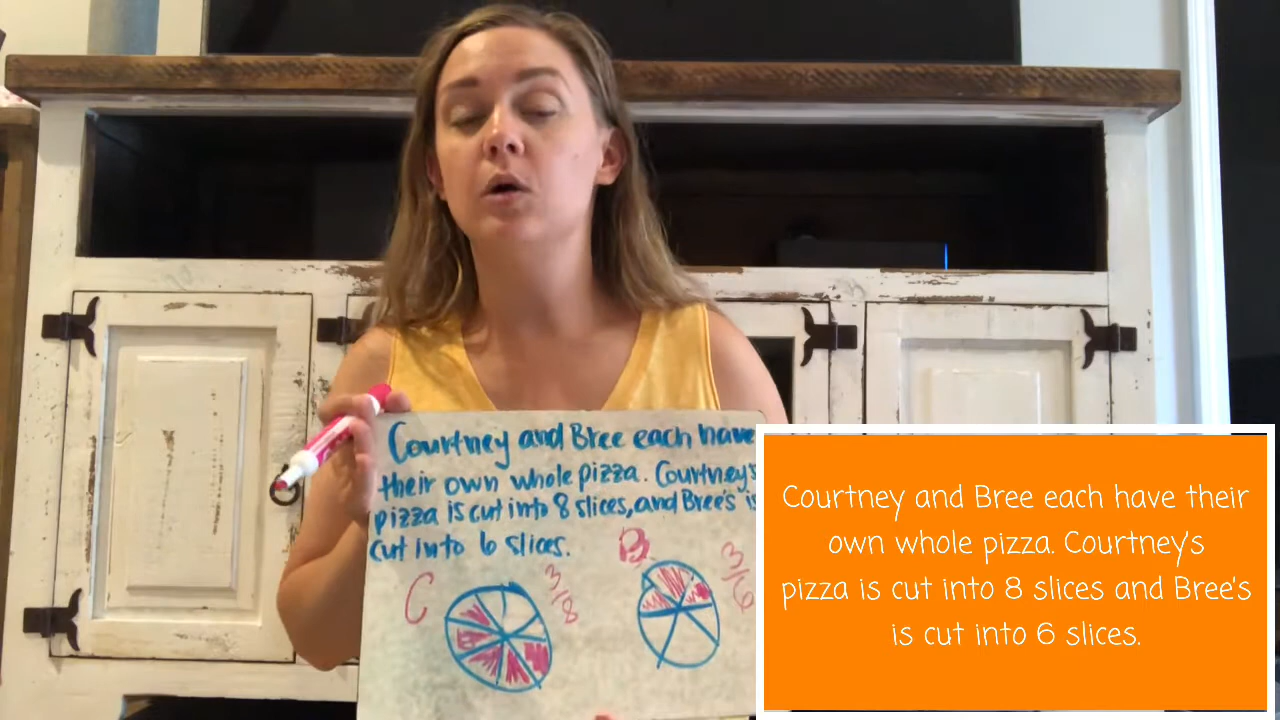 Courtney and Bree each have
their own whole pizza. Courtney's
pizza is cut into 8 slices, and Bree's is
cut into 6 slices.
C
3/8
B
3/6
Courtney and Bree each have their
own whole pizza. Courtney's
pizza is cut into 8 slices and Bree's
is cut into 6 slices.